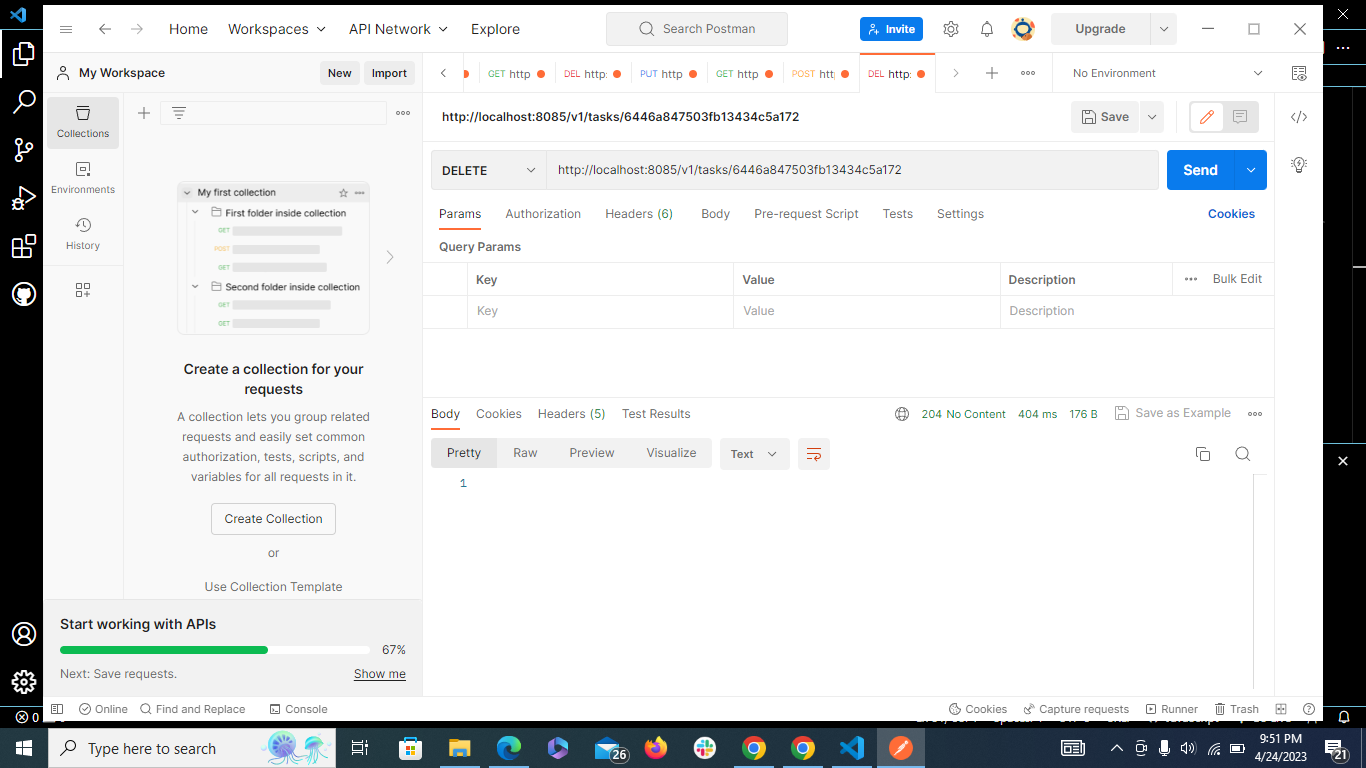 Home
Workspaces
API Network
Explore
Search Postman
Invite
Upgrade
My Workspace
New
Import
GET http
DEL http:
PUT http
GET http
POST htt
DEL http:
No Environment
Collections
Environments
History
http://localhost:8085/v1/tasks/6446a847503fb13434c5a172
Save
DELETE
http://localhost:8085/v1/tasks/6446a847503fb13434c5a172
Send
Params
Authorization
Headers (6)
Body
Pre-request Script
Tests
Settings
Cookies
Query Params
Key
Value
Description
Bulk Edit
Key
Value
Description
My first collection
First folder inside collection
GET
POST
GET
Second folder inside collection
GET
GET
Create a collection for your
requests
A collection lets you group related
requests and easily set common
authorization, tests, scripts, and
variables for all requests in it.
Create Collection
or
Use Collection Template
Body
Cookies
Headers (5)
Test Results
204 No Content
404 ms
176 B
Save as Example
Pretty
Raw
Preview
Visualize
Text
1
Start working with APIs
67%
Next: Save requests.
Show me
0
Online
Find and Replace
Console
Cookies
Capture requests
Runner
Trash
Type here to search
26
9:51 PM
4/24/2023
21